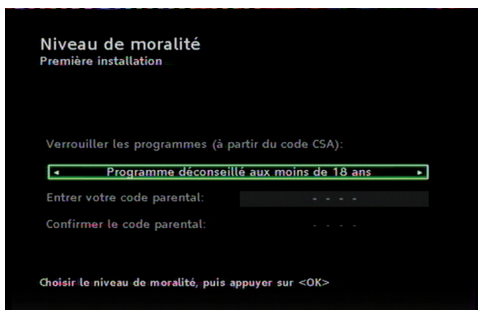 Niveau de moralité
Première installation
Verrouiller les programmes (à partir du code CSA):
Programme déconseillé aux moins de 18 ans
Entrer votre code parental: - - - -
Confirmer le code parental: - - - -
Choisir le niveau de moralité, puis appuyer sur <OK>